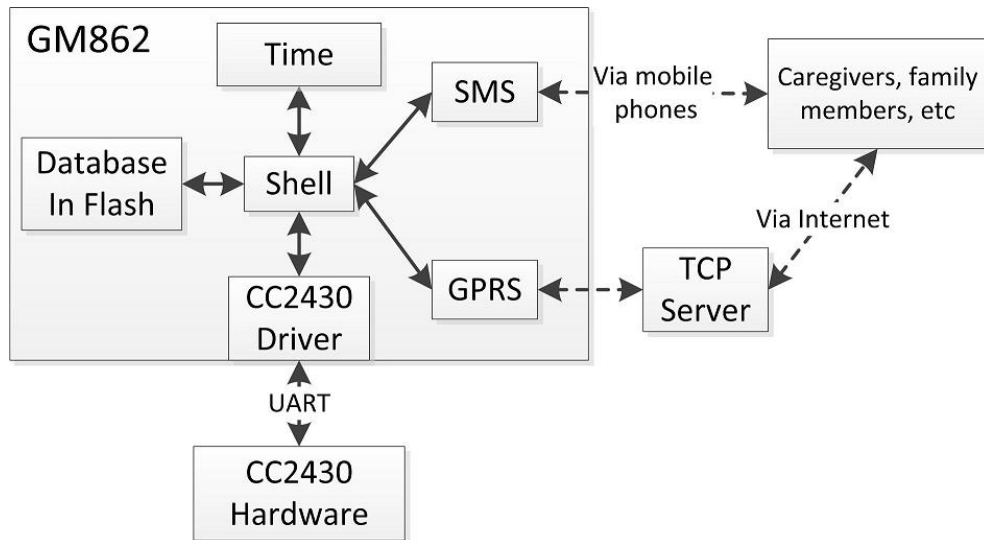 GM862
Time
SMS
Via mobile
phones
Caregivers, family
members, etc
Database
In Flash
Shell
Via Internet
CC2430
Driver
GPRS
TCP
Server
UART
CC2430
Hardware